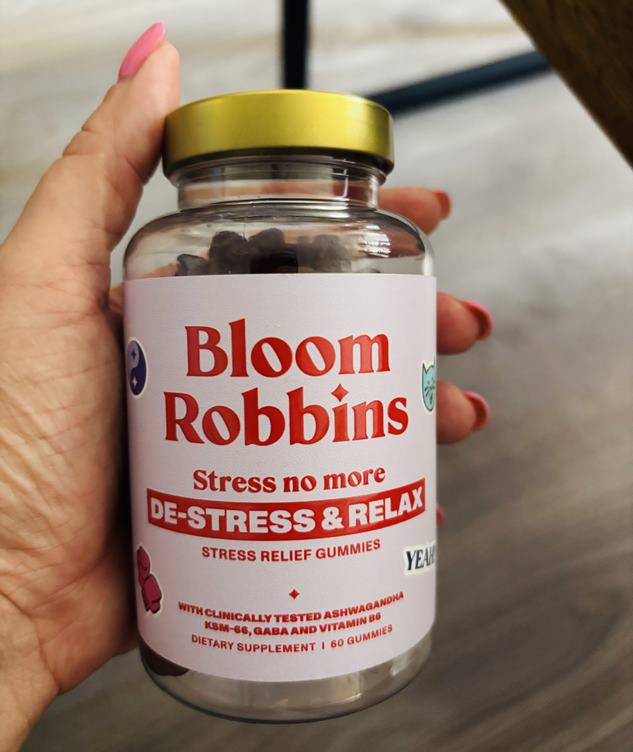 Bloom
Robbins
Stress no more
DE-STRESS & RELAX
STRESS RELIEF GUMMIES
YEAH!
WITH CLINICALLY TESTED ASHWAGANDHA
KSM-66, GABA AND VITAMIN B6
DIETARY SUPPLEMENT | 60 GUMMIES